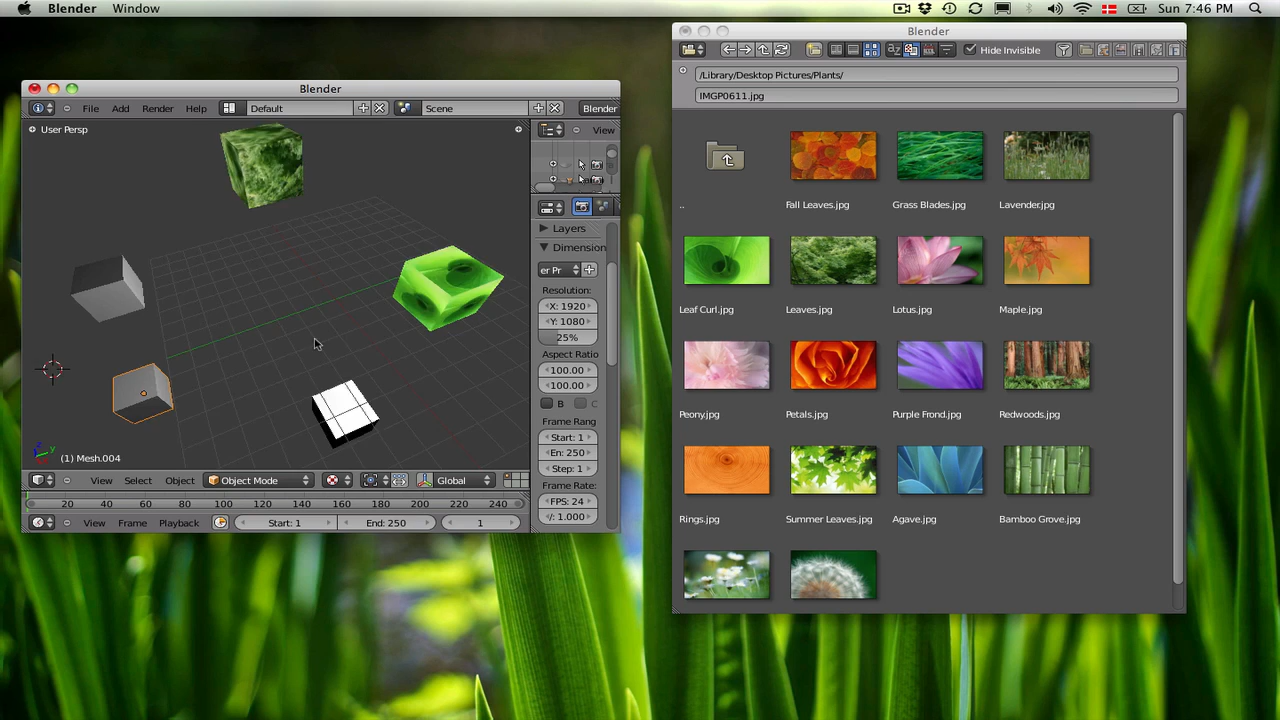 Blender Window Sun 7:46 PM
Blender
File Add Render Help Default Scene Blender
User Persp
View
Layers
Dimension
er Pr
Resolution:
X: 1920
Y: 1080
25%
Aspect Ratio
100.00
100.00
B C
Frame Rang
Start: 1
En: 250
Step: 1
Frame Rate:
FPS: 24
/: 1.000
(1) Mesh.004
View Select Object Object Mode Global
20 40 60 80 100 120 140 160 180 200 220 240
View Frame Playback Start: 1 End: 250 1
Blender
Hide Invisible
/Library/Desktop Pictures/Plants/
IMGP0611.jpg
.. Fall Leaves.jpg Grass Blades.jpg Lavender.jpg
Leaf Curl.jpg Leaves.jpg Lotus.jpg Maple.jpg
Peony.jpg Petals.jpg Purple Frond.jpg Redwoods.jpg
Rings.jpg Summer Leaves.jpg Agave.jpg Bamboo Grove.jpg